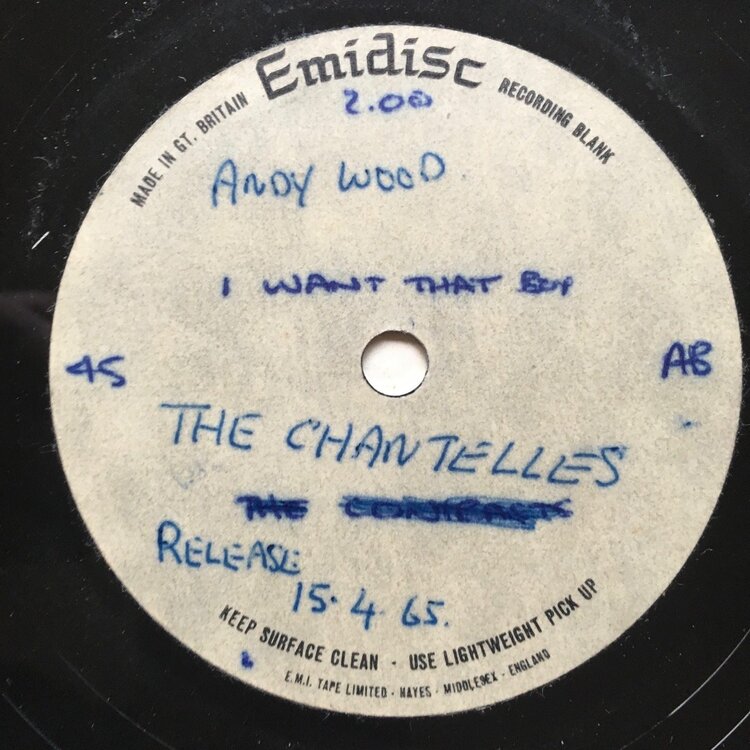 Emidisc
MADE IN GT. BRITAIN
RECORDING BLANK
2.00
ANDY WOOD
I WANT THAT BOY
45
AB
THE CHANTELLES
THE
RELEASE
15.4.65.
KEEP SURFACE CLEAN · USE LIGHTWEIGHT PICK UP
E.M.I. TAPE LIMITED · HAYES · MIDDLESEX · ENGLAND